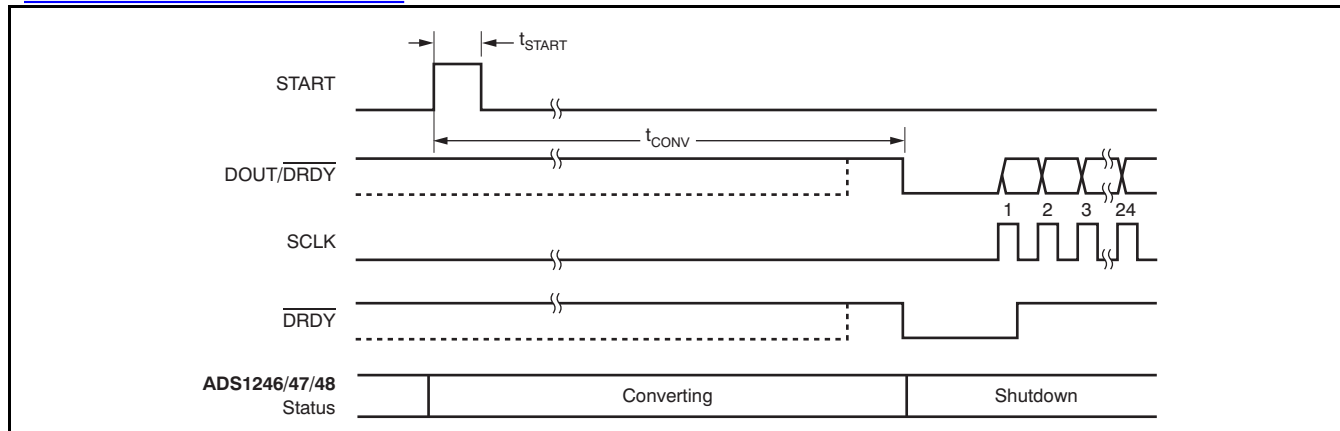 tSTART
START
tCONV
DOUT/DRDY
1 2 3 24
SCLK
DRDY
ADS1246/47/48
Status
Converting
Shutdown